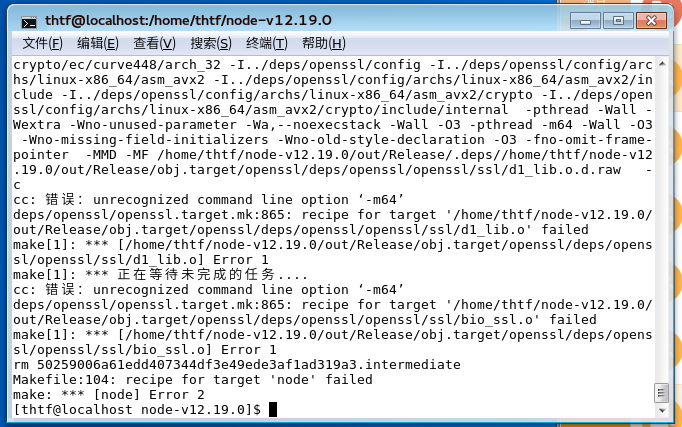 thtf@localhost:/home/thtf/node-v12.19.0
文件(F) 编辑(E) 查看(V) 搜索(S) 终端(T) 帮助(H)
crypto/ec/curve448/arch_32 -I../deps/openssl/config -I../deps/openssl/config/arc
hs/linux-x86_64/asm_avx2 -I../deps/openssl/config/archs/linux-x86_64/asm_avx2/in
clude -I../deps/openssl/config/archs/linux-x86_64/asm_avx2/crypto -I../deps/open
ssl/config/archs/linux-x86_64/asm_avx2/crypto/include/internal  -pthread -Wall -
Wextra -Wno-unused-parameter -Wa,--noexecstack -Wall -O3 -pthread -m64 -Wall -O3
 -Wno-missing-field-initializers -Wno-old-style-declaration -O3 -fno-omit-frame-
pointer  -MMD -MF /home/thtf/node-v12.19.0/out/Release/.deps//home/thtf/node-v12
.19.0/out/Release/obj.target/openssl/deps/openssl/openssl/ssl/d1_lib.o.d.raw   -
c
cc: 错误: unrecognized command line option ‘-m64’
deps/openssl/openssl.target.mk:865: recipe for target '/home/thtf/node-v12.19.0/
out/Release/obj.target/openssl/deps/openssl/openssl/ssl/d1_lib.o' failed
make[1]: *** [/home/thtf/node-v12.19.0/out/Release/obj.target/openssl/deps/opens
sl/openssl/ssl/d1_lib.o] Error 1
make[1]: *** 正在等待未完成的任务....
cc: 错误: unrecognized command line option ‘-m64’
deps/openssl/openssl.target.mk:865: recipe for target '/home/thtf/node-v12.19.0/
out/Release/obj.target/openssl/deps/openssl/openssl/ssl/bio_ssl.o' failed
make[1]: *** [/home/thtf/node-v12.19.0/out/Release/obj.target/openssl/deps/opens
sl/openssl/ssl/bio_ssl.o] Error 1
rm 50259006a61edd407344df3e49ede3af1ad319a3.intermediate
Makefile:104: recipe for target 'node' failed
make: *** [node] Error 2
[thtf@localhost node-v12.19.0]$